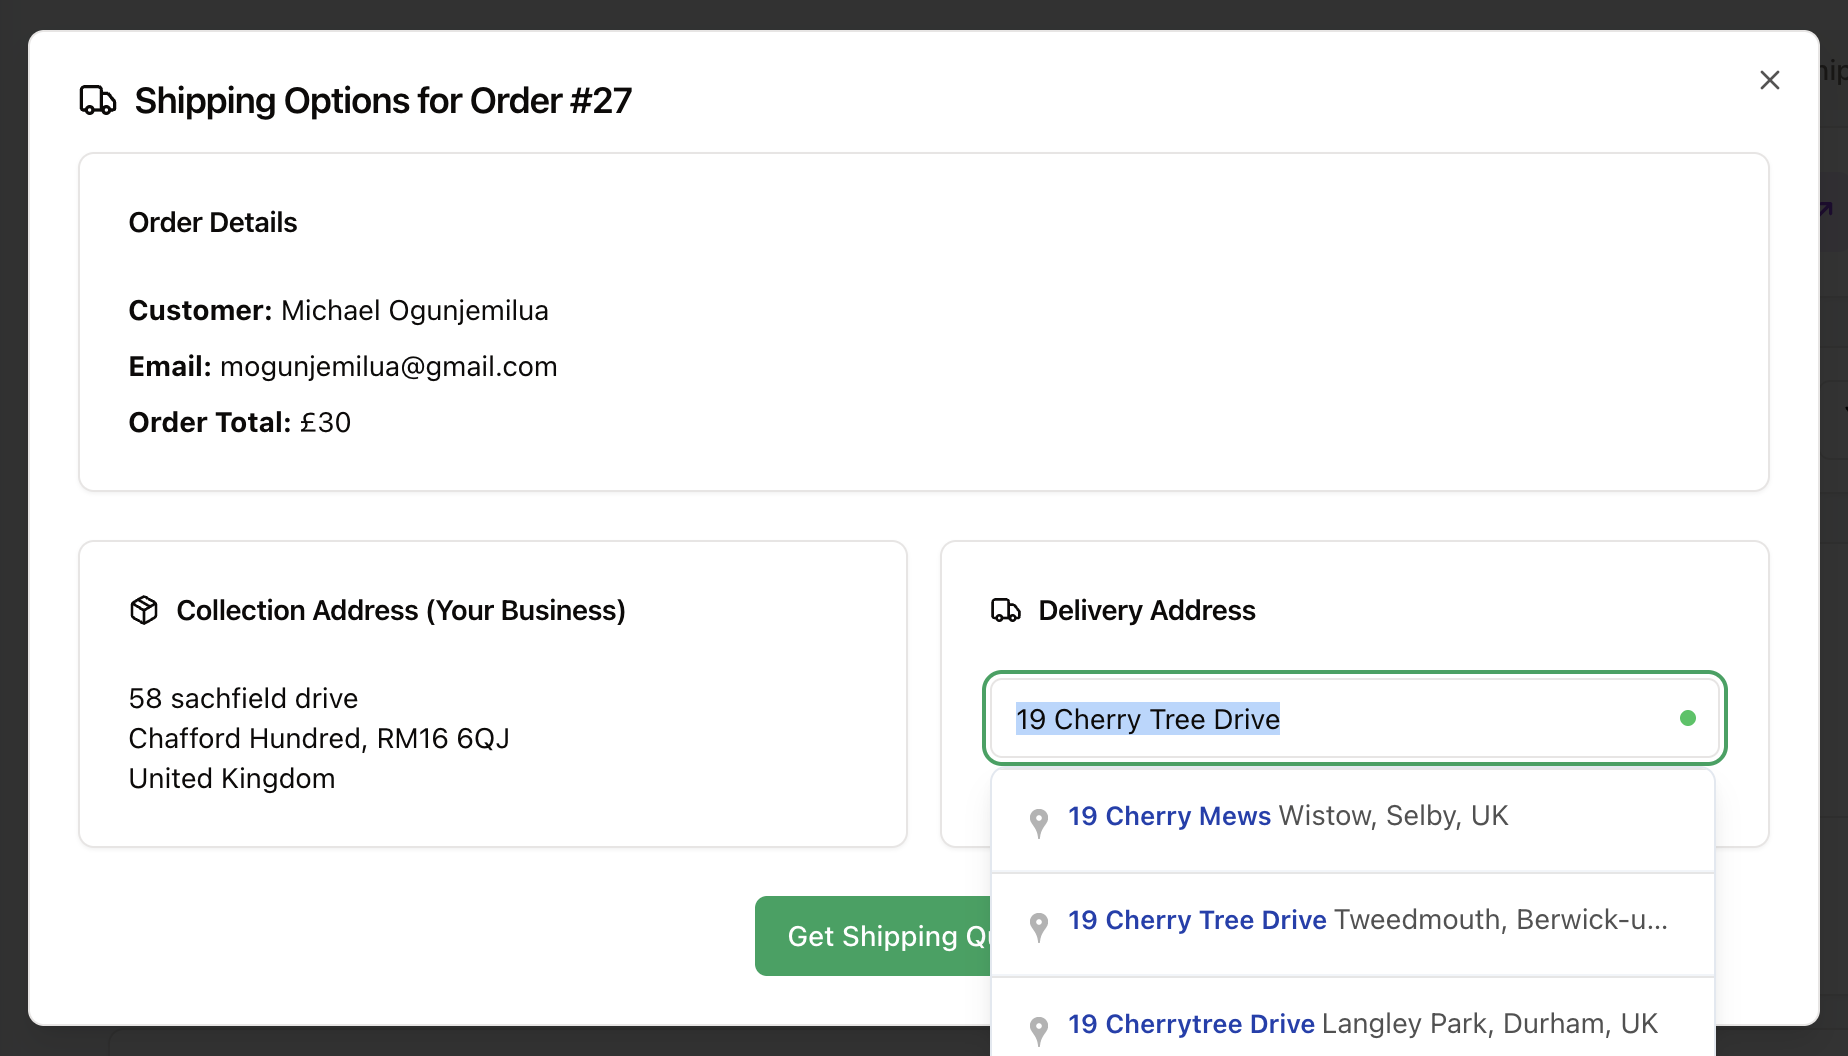 Shipping Options for Order #27
Order Details
Customer: Michael Ogunjemilua
Email: mogunjemilua@gmail.com
Order Total: £30
Collection Address (Your Business)
58 sachfield drive
Chafford Hundred, RM16 6QJ
United Kingdom
Delivery Address
19 Cherry Tree Drive
19 Cherry Mews Wistow, Selby, UK
19 Cherry Tree Drive Tweedmouth, Berwick-u...
19 Cherrytree Drive Langley Park, Durham, UK
Get Shipping